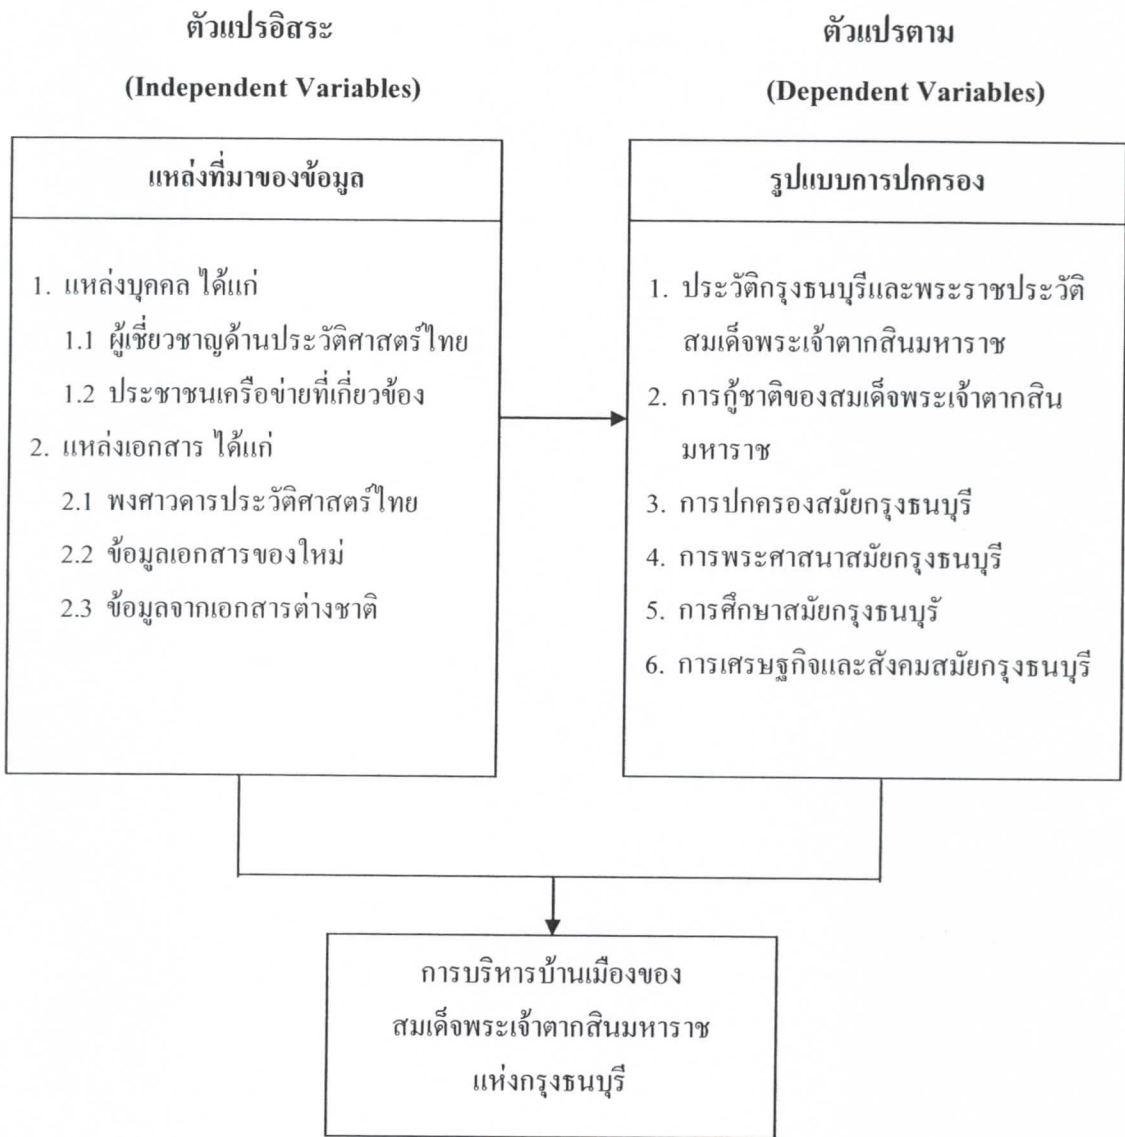 ตัวแปรอิสระ
(Independent Variables)
ตัวแปรตาม
(Dependent Variables)
แหล่งที่มาของข้อมูล
1. แหล่งบุคคล ได้แก่
1.1 ผู้เชี่ยวชาญด้านประวัติศาสตร์ไทย
1.2 ประชาชนเครือข่ายที่เกี่ยวข้อง
2. แหล่งเอกสาร ได้แก่
2.1 พงศาวดารประวัติศาสตร์ไทย
2.2 ข้อมูลเอกสารของใหม่
2.3 ข้อมูลจากเอกสารต่างชาติ
รูปแบบการปกครอง
1. ประวัติกรุงธนบุรีและพระราชประวัติ
สมเด็จพระเจ้าตากสินมหาราช
2. การกู้ชาติของสมเด็จพระเจ้าตากสิน
มหาราช
3. การปกครองสมัยกรุงธนบุรี
4. การพระศาสนาสมัยกรุงธนบุรี
5. การศึกษาสมัยกรุงธนบุรั
6. การเศรษฐกิจและสังคมสมัยกรุงธนบุรี
การบริหารบ้านเมืองของ
สมเด็จพระเจ้าตากสินมหาราช
แห่งกรุงธนบุรี